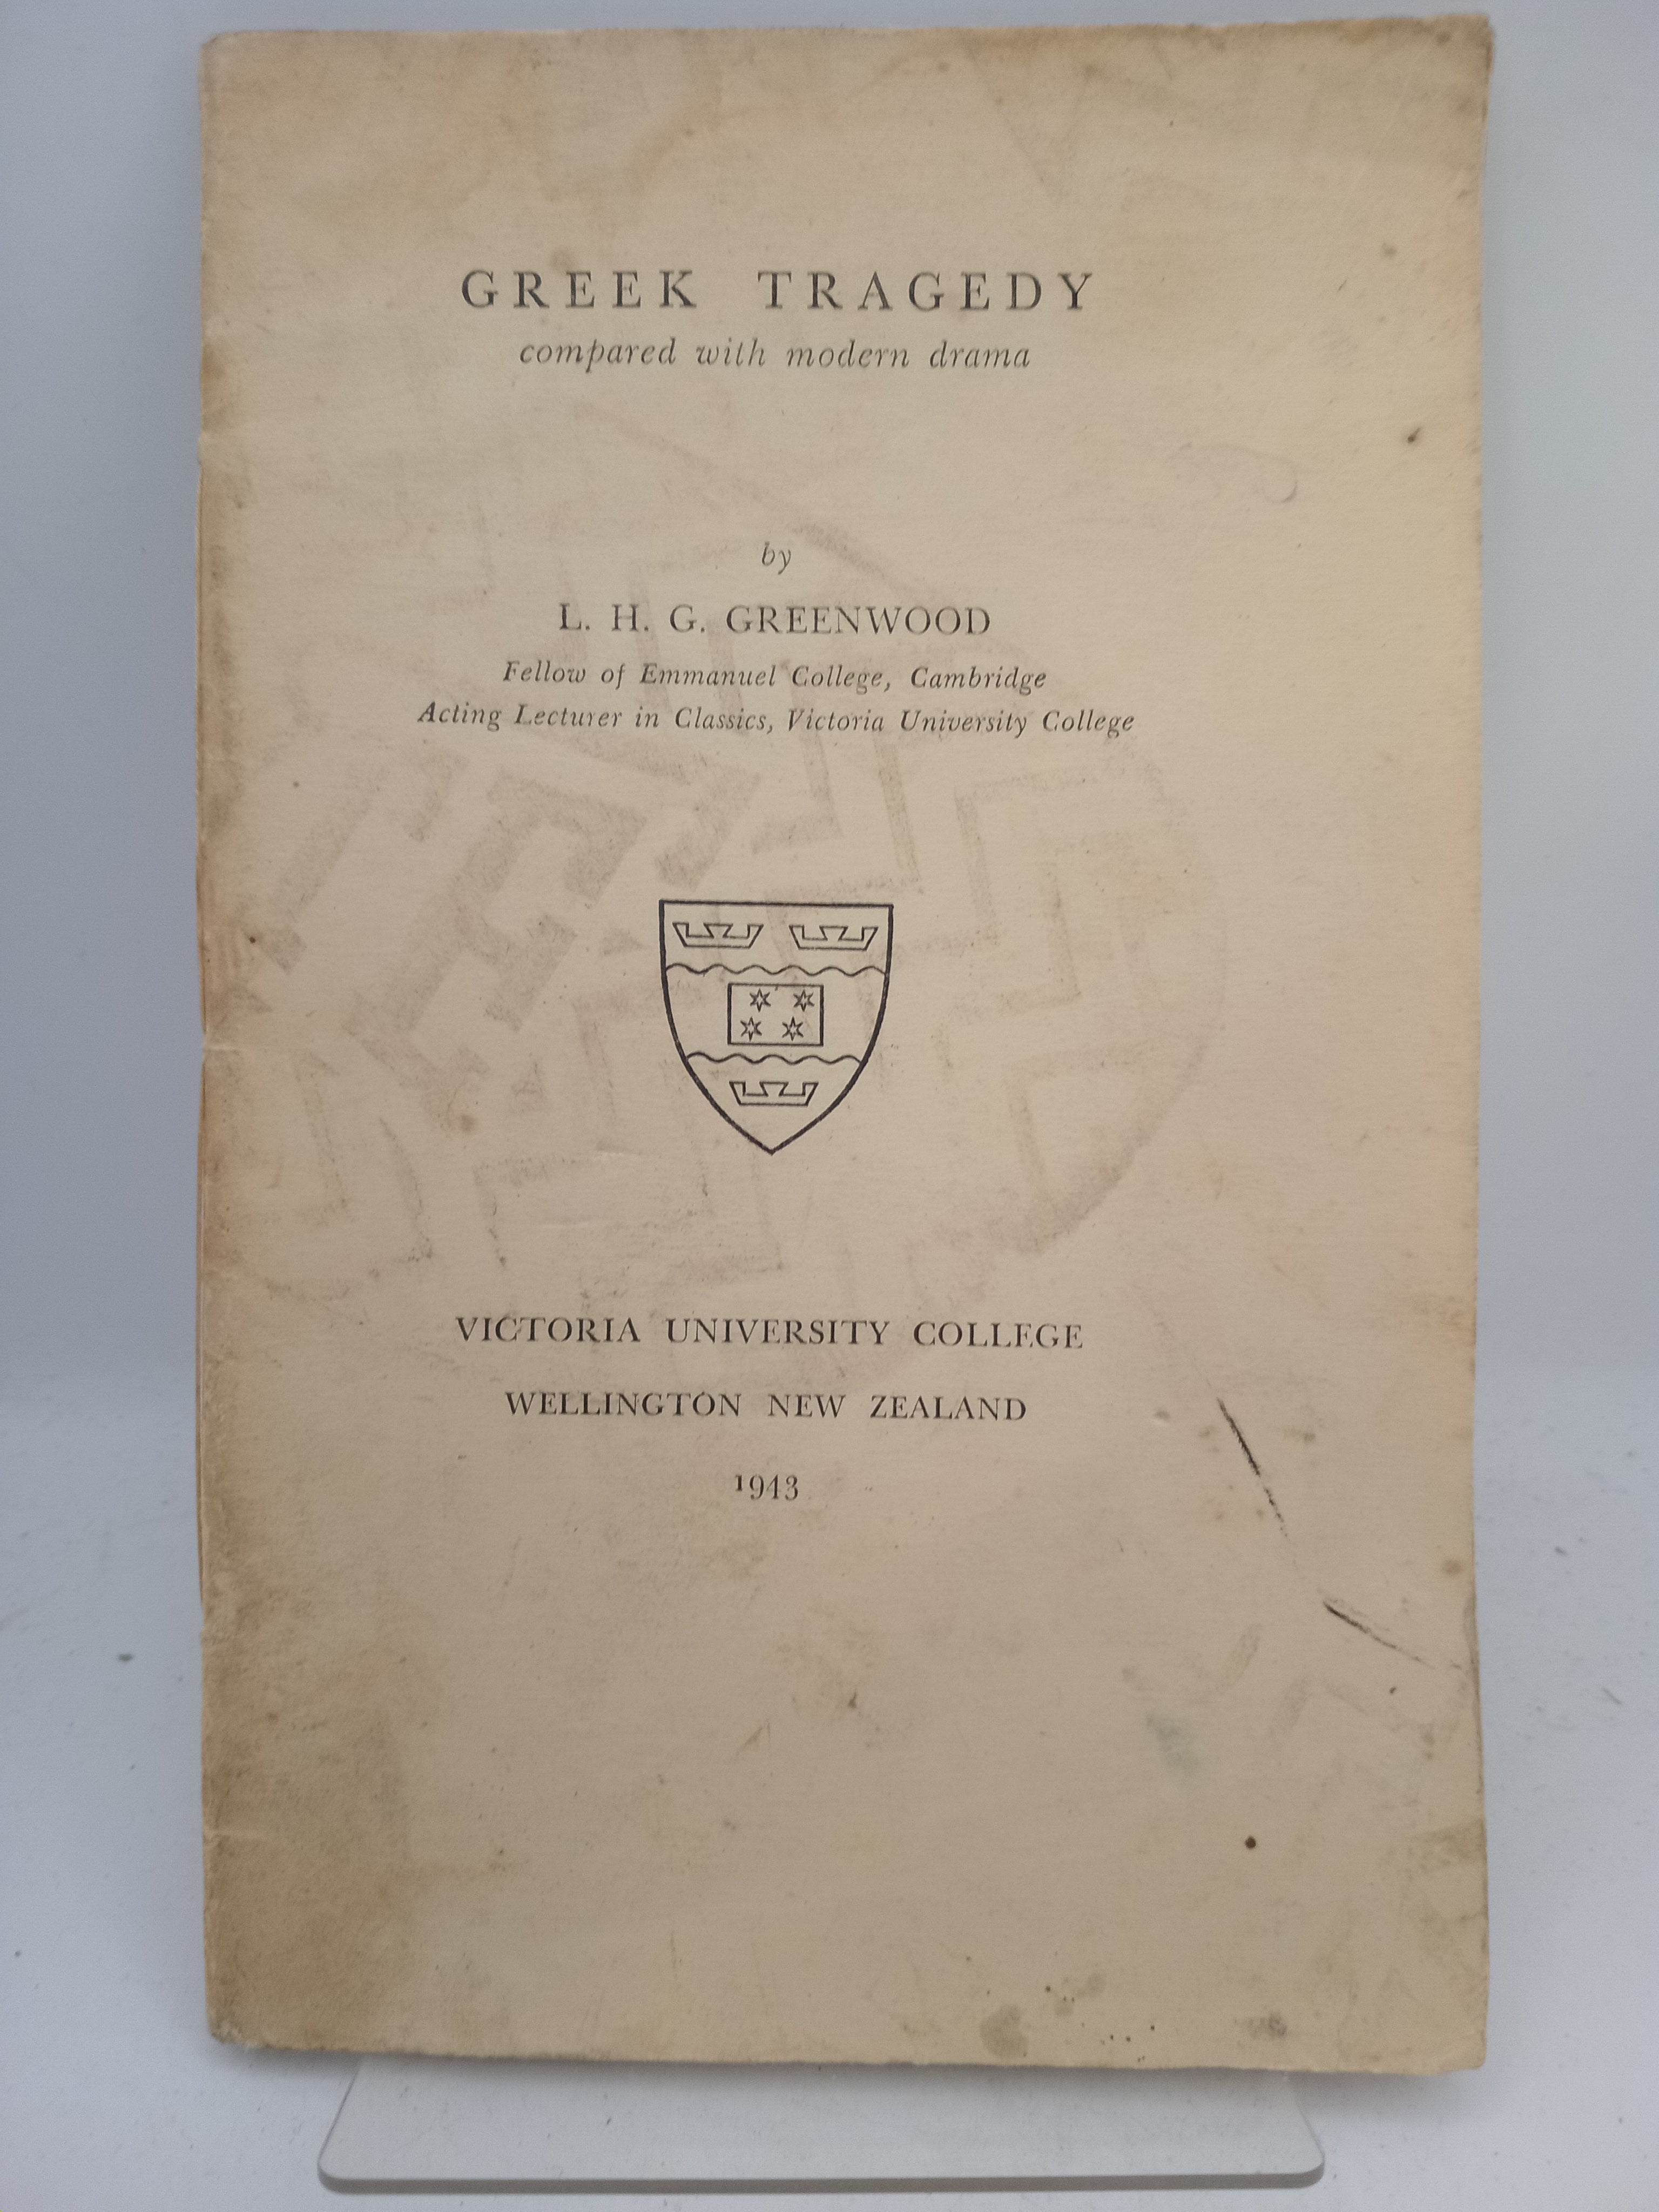 GREEK TRAGEDY
compared with modern drama
by
L. H. G. GREENWOOD
Fellow of Emmanuel College, Cambridge
Acting Lecturer in Classics, Victoria University College
VICTORIA UNIVERSITY COLLEGE
WELLINGTON NEW ZEALAND
1943